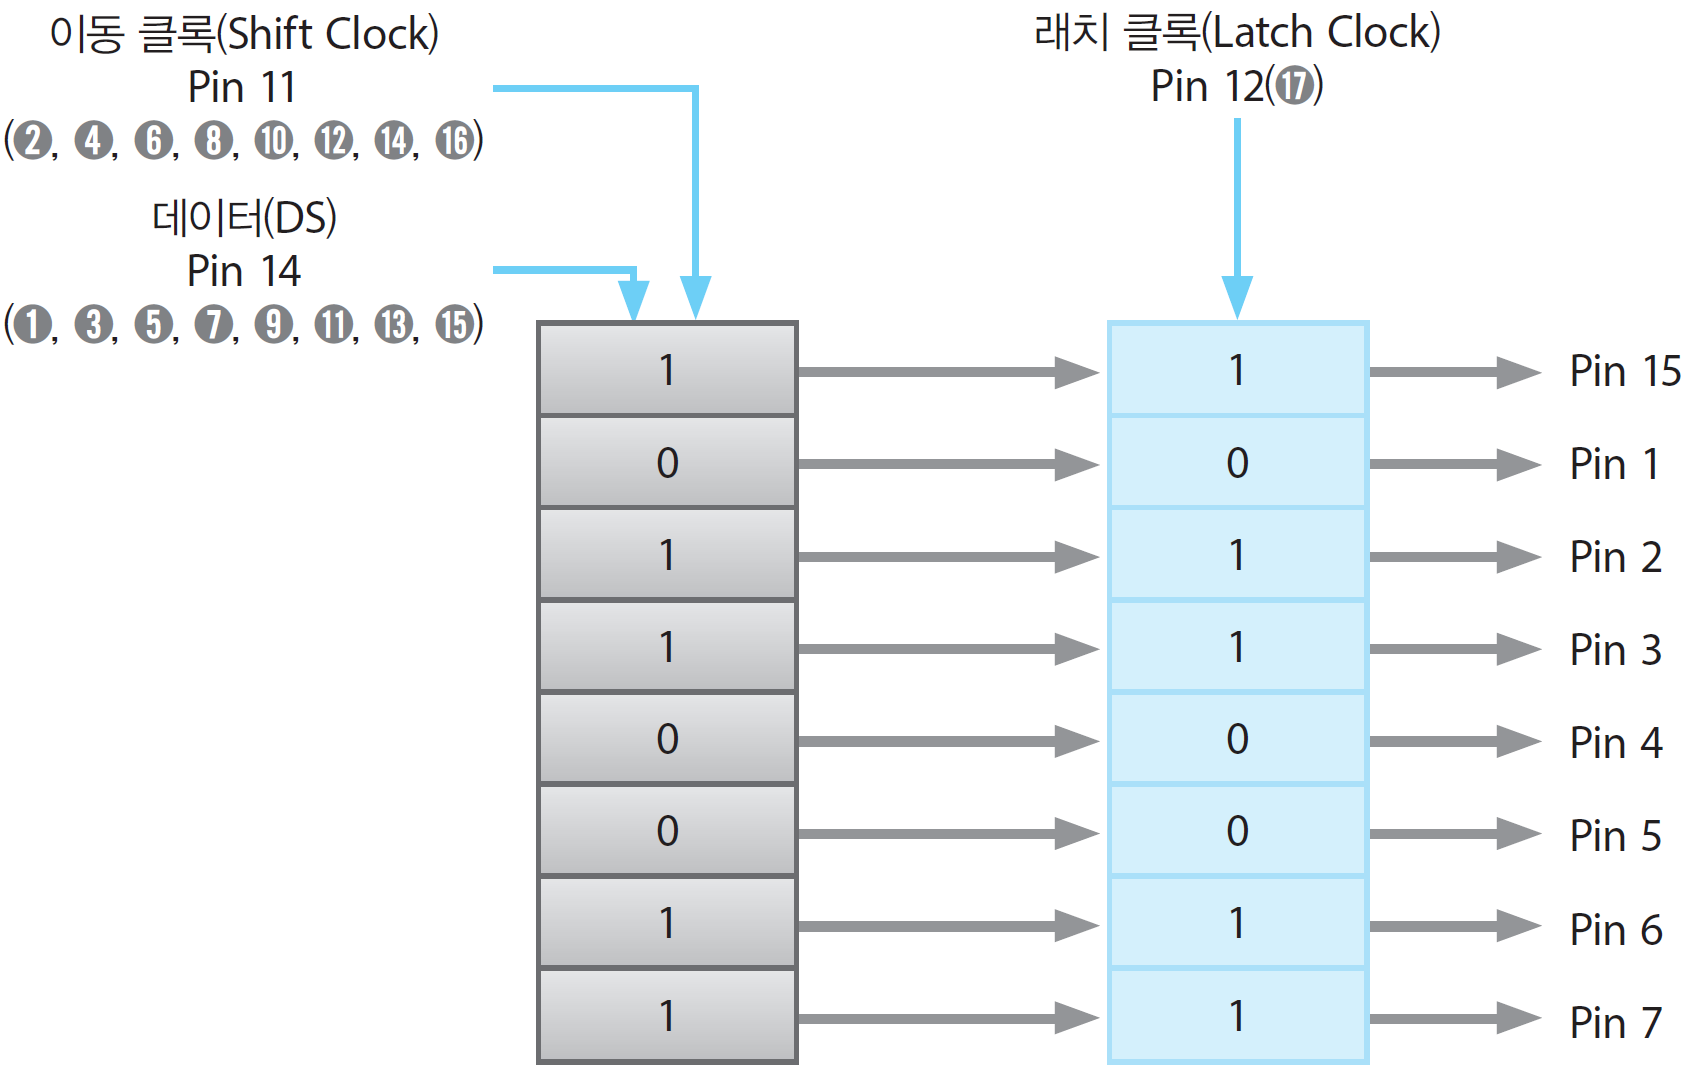 이동 클록(Shift Clock)
Pin 11
(❷, ❹, ❻, ❽, ❿, ⓬, ⓮, ⓰)
데이터(DS)
Pin 14
(❶, ❸, ❺, ❼, ❾, ⓫, ⓭, ⓯)
래치 클록(Latch Clock)
Pin 12(⓱)
1 1 Pin 15
0 0 Pin 1
1 1 Pin 2
1 1 Pin 3
0 0 Pin 4
0 0 Pin 5
1 1 Pin 6
1 1 Pin 7